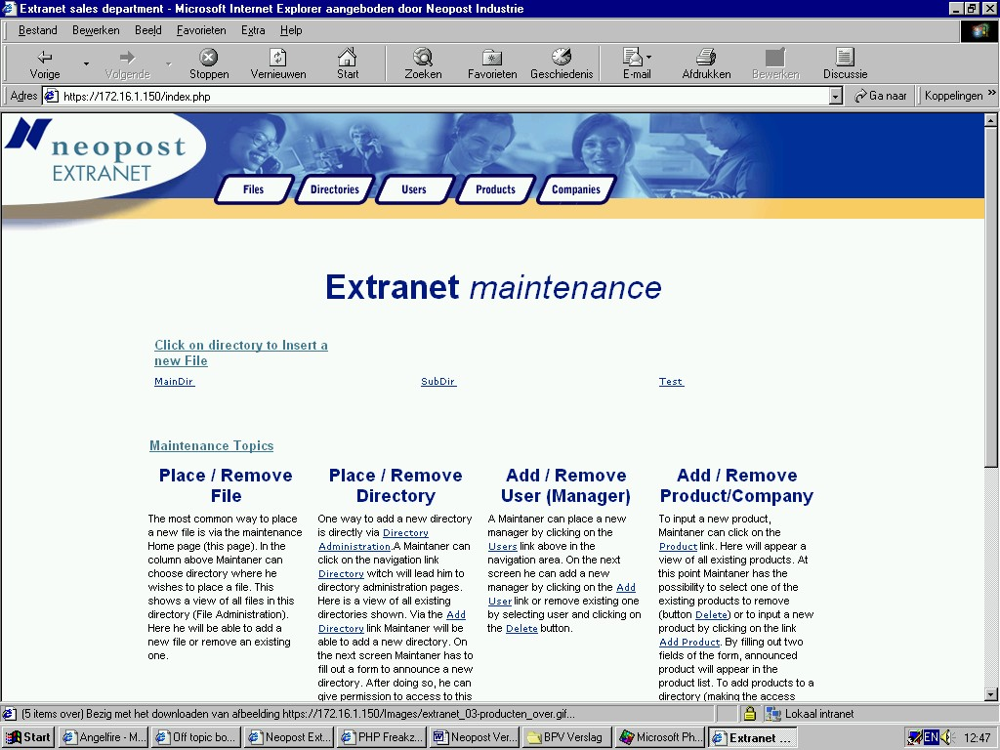 Extranet sales department - Microsoft Internet Explorer aangeboden door Neopost Industrie
Bestand Bewerken Beeld Favorieten Extra Help
Vorige Volgende Stoppen Vernieuwen Start Zoeken Favorieten Geschiedenis E-mail Afdrukken Bewerken Discussie
Adres https://172.16.1.150/index.php Ga naar Koppelingen »
neopost
EXTRANET
Files Directories Users Products Companies
Extranet maintenance
Click on directory to Insert a
new File
MainDir SubDir Test
Maintenance Topics
Place / Remove
File
The most common way to place
a new file is via the maintenance
Home page (this page). In the
column above Maintaner can
choose directory where he
wishes to place a file. This
shows a view of all files in this
directory (File Administration).
Here he will be able to add a
new file or remove an existing
one.
Place / Remove
Directory
One way to add a new directory
is directly via Directory
Administration.A Maintaner can
click on the navigation link
Directory witch will lead him to
directory administration pages.
Here is a view of all existing
directories shown. Via the Add
Directory link Maintaner will be
able to add a new directory. On
the next screen Maintaner has to
fill out a form to announce a new
directory. After doing so, he can
give permission to access to this
Add / Remove
User (Manager)
A Maintaner can place a new
manager by clicking on the
Users link above in the
navigation area. On the next
screen he can add a new
manager by clicking on the Add
User link or remove existing one
by selecting user and clicking on
the Delete button.
Add / Remove
Product/Company
To input a new product,
Maintaner can click on the
Product link. Here will appear a
view of all existing products. At
this point Maintaner has the
possibility to select one of the
existing products to remove
(button Delete) or to input a new
product by clicking on the link
Add Product. By filling out two
fields of the form, announced
product will appear in the
product list. To add products to a
directory (making the access
(5 items over) Bezig met het downloaden van afbeelding https://172.16.1.150/Images/extranet_03-producten_over.gif... Lokaal intranet
Start Angelfire - M... Off topic bo... Neopost Ext... PHP Freakz... Neopost Ver... BPV Verslag Microsoft Ph... Extranet ... EN 12:47